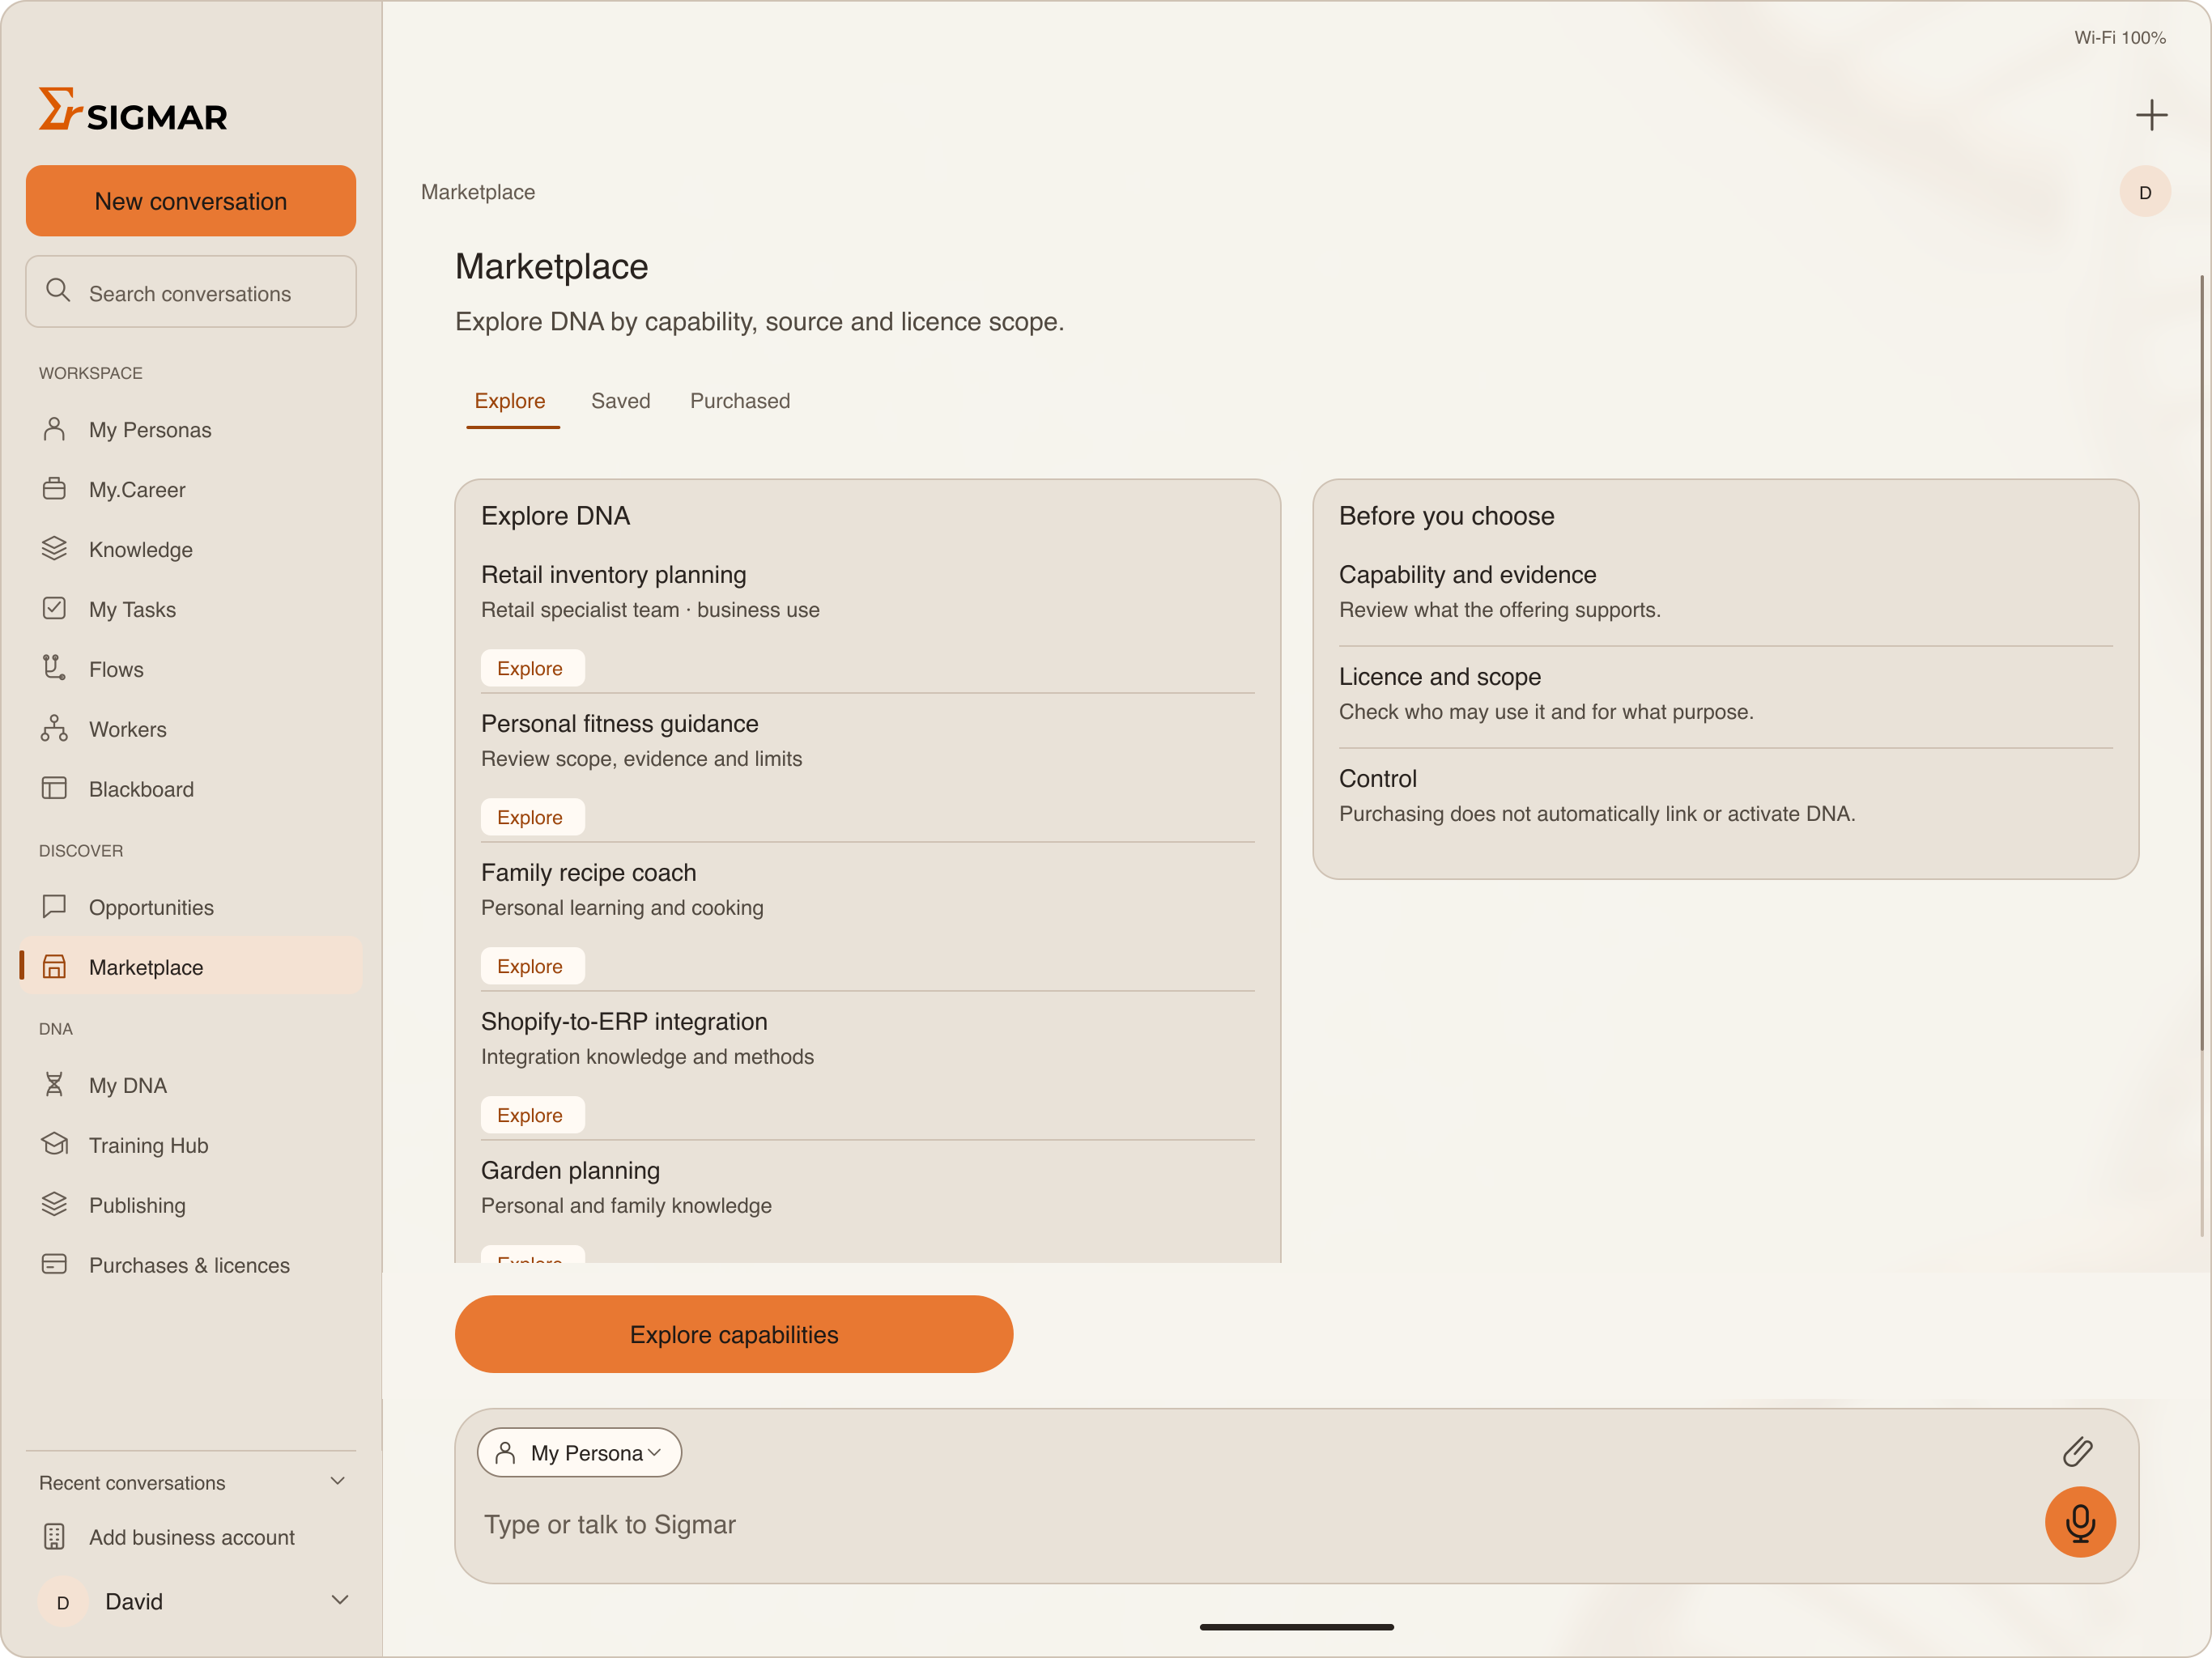 Wi-Fi 100%
Σr SIGMAR
New conversation
Search conversations
WORKSPACE
My Personas
My.Career
Knowledge
My Tasks
Flows
Workers
Blackboard
DISCOVER
Opportunities
Marketplace
DNA
My DNA
Training Hub
Publishing
Purchases & licences
Recent conversations
Add business account
D
David
Marketplace
D
Marketplace
Explore DNA by capability, source and licence scope.
Explore
Saved
Purchased
Explore DNA
Retail inventory planning
Retail specialist team · business use
Explore
Personal fitness guidance
Review scope, evidence and limits
Explore
Family recipe coach
Personal learning and cooking
Explore
Shopify-to-ERP integration
Integration knowledge and methods
Explore
Garden planning
Personal and family knowledge
Explore
Before you choose
Capability and evidence
Review what the offering supports.
Licence and scope
Check who may use it and for what purpose.
Control
Purchasing does not automatically link or activate DNA.
Explore capabilities
My Persona
Type or talk to Sigmar